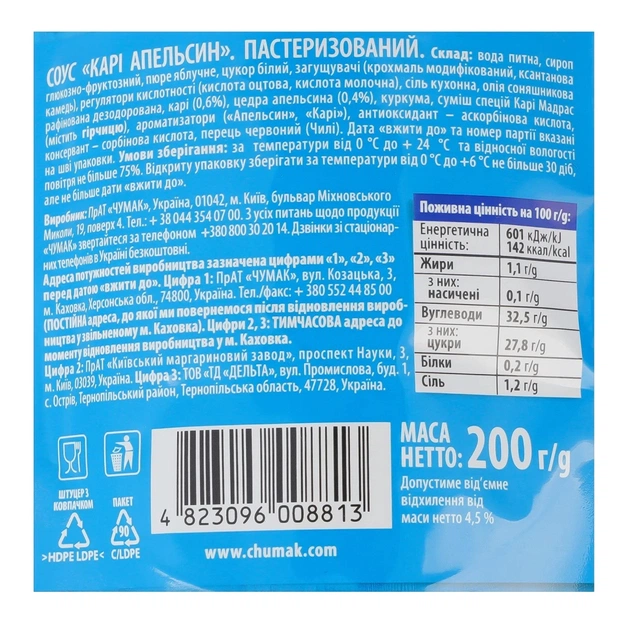 СОУС «КАРІ АПЕЛЬСИН». ПАСТЕРИЗОВАНИЙ. Склад: вода питна, сироп
глюкозно-фруктозний, пюре яблучне, цукор білий, загущувачі (крохмаль модифікований, ксантанова
камедь), регулятори кислотності (кислота оцтова, кислота молочна), сіль кухонна, олія соняшникова
рафінована дезодорована, карі (0,6%), цедра апельсина (0,4%), куркума, суміш спецій Карі Мадрас
(містить гірчицю), ароматизатори («Апельсин», «Карі»), антиоксидант – аскорбінова кислота,
консервант – сорбінова кислота, перець червоний (Чилі). Дата «вжити до» та номер партії вказані
на шві упаковки. Умови зберігання: за температури від 0 °C до + 24 °C та відносної вологості
повітря не більше 75%. Відкриту упаковку зберігати за температури від 0 °C до +6 °C не більше 30 діб,
але не більше дати «вжити до».
Виробник: ПрАТ «ЧУМАК», Україна, 01042, м. Київ, бульвар Міхновського
Миколи, 19, поверх 4. Тел.: + 38 044 354 07 00. З усіх питань щодо продукції
«ЧУМАК» звертайтеся за телефоном +380 800 30 20 14. Дзвінки зі стаціонар-
них телефонів в Україні безкоштовні.
Адреса потужностей виробництва зазначена цифрами «1», «2», «3»
перед датою «вжити до». Цифра 1: ПрАТ «ЧУМАК», вул. Козацька, 3,
м. Каховка, Херсонська обл., 74800, Україна. Тел./факс: + 380 552 44 85 00
(ПОСТІЙНА адреса, до якої ми повернемося після відновлення вироб-
ництва у звільненому м. Каховка). Цифри 2, 3: ТИМЧАСОВА адреса до
моменту відновлення виробництва у м. Каховка.
Цифра 2: ПрАТ «Київський маргариновий завод», проспект Науки, 3,
м. Київ, 03039, Україна. Цифра 3: ТОВ «ТД «ДЕЛЬТА», вул. Промислова, буд. 1,
с. Острів, Тернопільський район, Тернопільська область, 47728, Україна.
Поживна цінність на 100 г/g:
Енергетична цінність: 601 кДж/kJ
142 ккал/kcal
Жири 1,1 г/g
з них:
насичені 0,1 г/g
Вуглеводи 32,5 г/g
з них:
цукри 27,8 г/g
Білки 0,2 г/g
Сіль 1,2 г/g
ШТУЦЕР З
КОВПАЧКОМ
ПАКЕТ
90
>HDPE LDPE<
C/LDPE
4 823096 008813
www.chumak.com
МАСА
НЕТТО: 200 г/g
Допустиме від'ємне
відхилення від
маси нетто 4,5 %